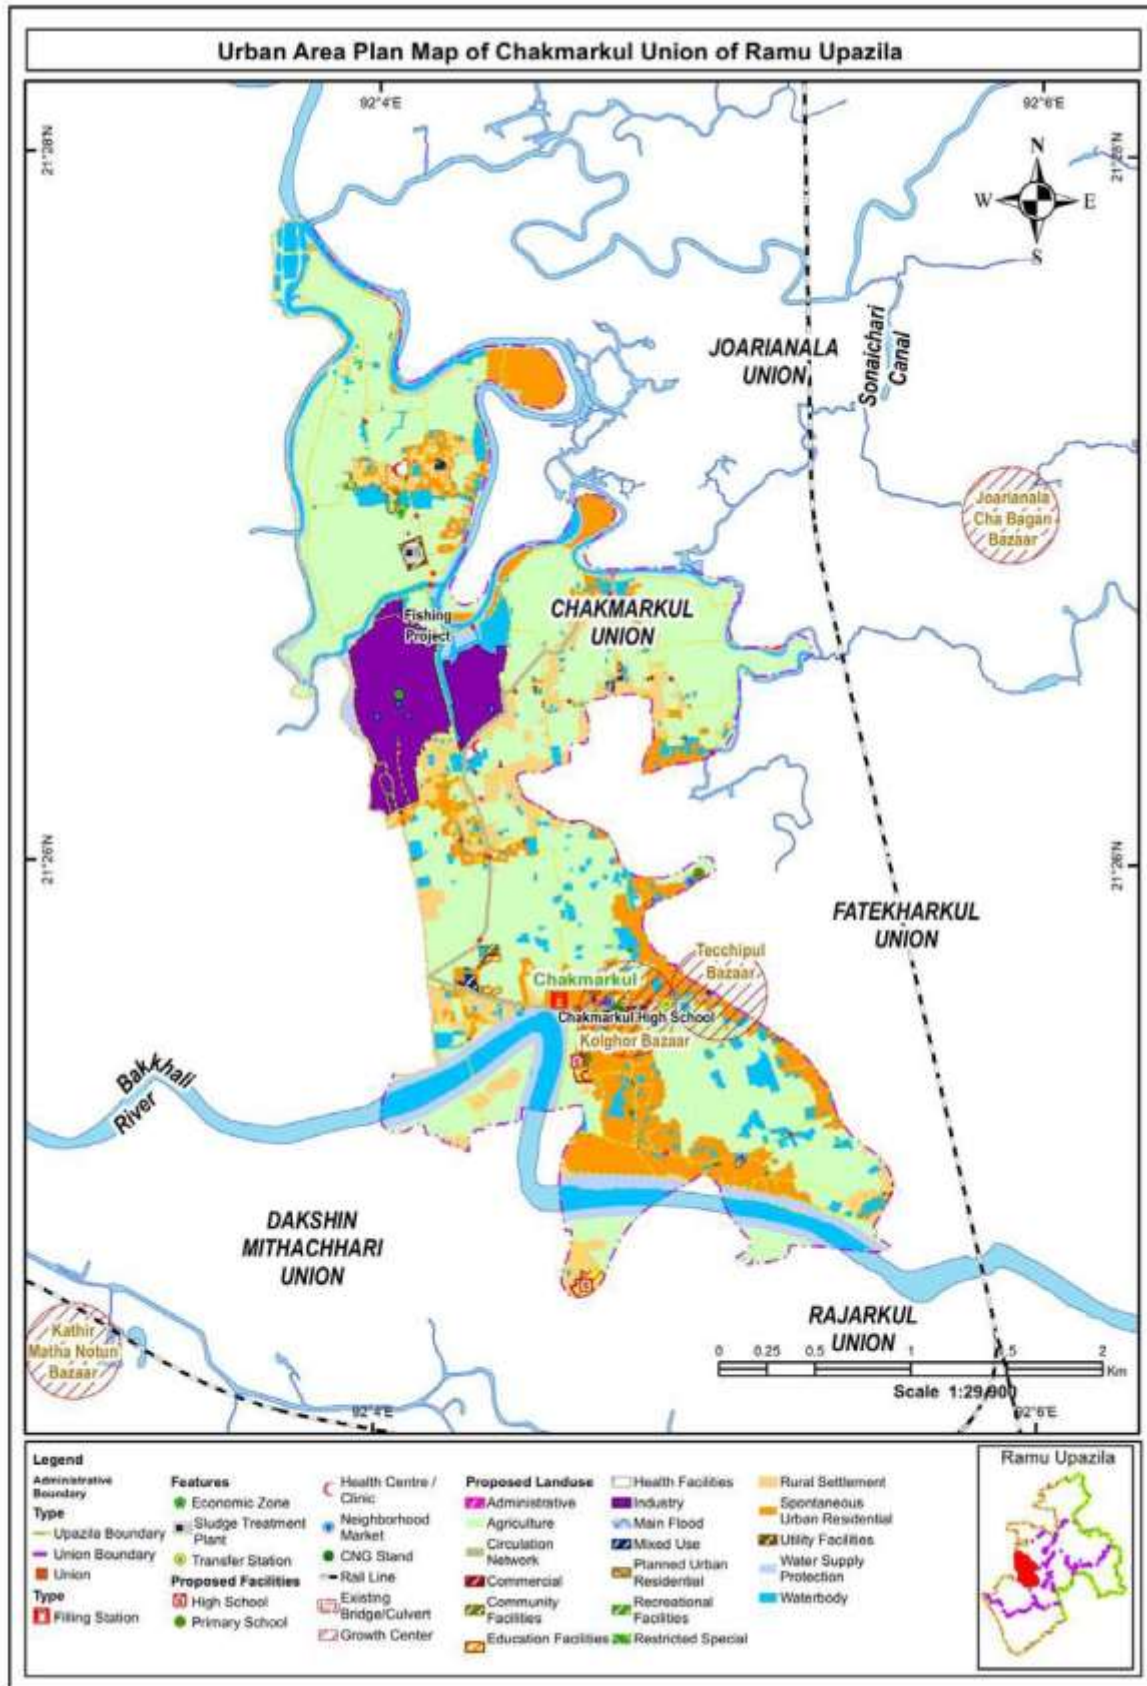 Urban Area Plan Map of Chakmarkul Union of Ramu Upazila
92°4'E
92°6'E
21°28'N
21°28'N
N
W
E
S
JOARIANALA
UNION
Sonaichari
Canal
Joarianala
Cha Bagan
Bazaar
Fishing
Project
CHAKMARKUL
UNION
21°26'N
21°26'N
FATEKHARKUL
UNION
Tecchipul
Bazaar
Chakmarkul
Chakmarkul High School
Kolghor Bazaar
Bakkhali
River
DAKSHIN
MITHACHHARI
UNION
RAJARKUL
UNION
Kathir
Matha Notun
Bazaar
0 0.25 0.5 1 1.5 2
Km
Scale 1:29,900
92°4'E
92°6'E
Legend
Administrative
Boundary
Type
Upazila Boundary
Union Boundary
Union
Type
Filling Station
Features
Economic Zone
Sludge Treatment
Plant
Transfer Station
Proposed Facilities
High School
Primary School
Health Centre /
Clinic
Neighborhood
Market
CNG Stand
Rail Line
Existing
Bridge/Culvert
Growth Center
Proposed Landuse
Administrative
Agriculture
Circulation
Network
Commercial
Community
Facilities
Education Facilities
Health Facilities
Industry
Main Flood
Mixed Use
Planned Urban
Residential
Recreational
Facilities
Restricted Special
Rural Settlement
Spontaneous
Urban Residential
Utility Facilities
Water Supply
Protection
Waterbody
Ramu Upazila